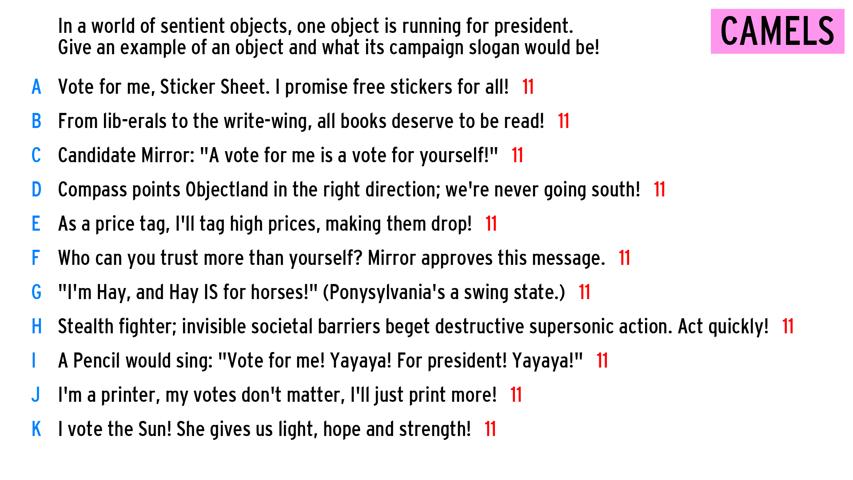 In a world of sentient objects, one object is running for president.
Give an example of an object and what its campaign slogan would be!
CAMELS
A Vote for me, Sticker Sheet. I promise free stickers for all! 11
B From lib-erals to the write-wing, all books deserve to be read! 11
C Candidate Mirror: "A vote for me is a vote for yourself!" 11
D Compass points Objectland in the right direction; we're never going south! 11
E As a price tag, I'll tag high prices, making them drop! 11
F Who can you trust more than yourself? Mirror approves this message. 11
G "I'm Hay, and Hay IS for horses!" (Ponysylvania's a swing state.) 11
H Stealth fighter; invisible societal barriers beget destructive supersonic action. Act quickly! 11
I A Pencil would sing: "Vote for me! Yayaya! For president! Yayaya!" 11
J I'm a printer, my votes don't matter, I'll just print more! 11
K I vote the Sun! She gives us light, hope and strength! 11